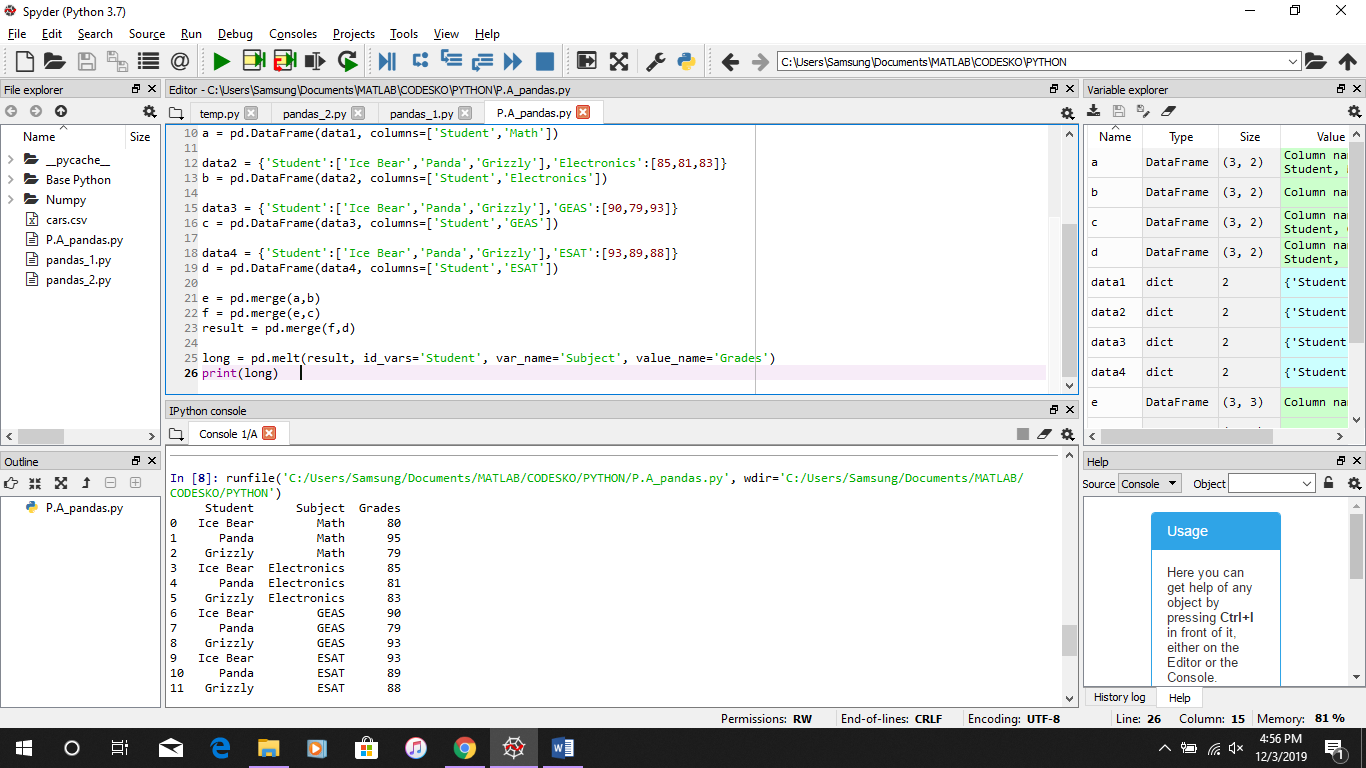 Spyder (Python 3.7)
File Edit Search Source Run Debug Consoles Projects Tools View Help
C:\Users\Samsung\Documents\MATLAB\CODESKO\PYTHON
File explorer
Name Size
__pycache__
Base Python
Numpy
cars.csv
P.A_pandas.py
pandas_1.py
pandas_2.py
Outline
P.A_pandas.py
Editor - C:\Users\Samsung\Documents\MATLAB\CODESKO\PYTHON\P.A_pandas.py
temp.py pandas_2.py pandas_1.py P.A_pandas.py
10 a = pd.DataFrame(data1, columns=['Student','Math'])
11
12 data2 = {'Student':['Ice Bear','Panda','Grizzly'],'Electronics':[85,81,83]}
13 b = pd.DataFrame(data2, columns=['Student','Electronics'])
14
15 data3 = {'Student':['Ice Bear','Panda','Grizzly'],'GEAS':[90,79,93]}
16 c = pd.DataFrame(data3, columns=['Student','GEAS'])
17
18 data4 = {'Student':['Ice Bear','Panda','Grizzly'],'ESAT':[93,89,88]}
19 d = pd.DataFrame(data4, columns=['Student','ESAT'])
20
21 e = pd.merge(a,b)
22 f = pd.merge(e,c)
23 result = pd.merge(f,d)
24
25 long = pd.melt(result, id_vars='Student', var_name='Subject', value_name='Grades')
26 print(long)
IPython console
Console 1/A
In [8]: runfile('C:/Users/Samsung/Documents/MATLAB/CODESKO/PYTHON/P.A_pandas.py', wdir='C:/Users/Samsung/Documents/MATLAB/
CODESKO/PYTHON')
Student Subject Grades
0 Ice Bear Math 80
1 Panda Math 95
2 Grizzly Math 79
3 Ice Bear Electronics 85
4 Panda Electronics 81
5 Grizzly Electronics 83
6 Ice Bear GEAS 90
7 Panda GEAS 79
8 Grizzly GEAS 93
9 Ice Bear ESAT 93
10 Panda ESAT 89
11 Grizzly ESAT 88
Variable explorer
Name Type Size Value
a DataFrame (3, 2) Column na
Student,
b DataFrame (3, 2) Column na
c DataFrame (3, 2) Column na
Student,
d DataFrame (3, 2) Column na
Student,
data1 dict 2 {'Student
data2 dict 2 {'Student
data3 dict 2 {'Student
data4 dict 2 {'Student
e DataFrame (3, 3) Column na
Help
Source Console Object
Usage
Here you can
get help of any
object by
pressing Ctrl+I
in front of it,
either on the
Editor or the
Console.
History log Help
Permissions: RW End-of-lines: CRLF Encoding: UTF-8 Line: 26 Column: 15 Memory: 81 %
4:56 PM
12/3/2019
1